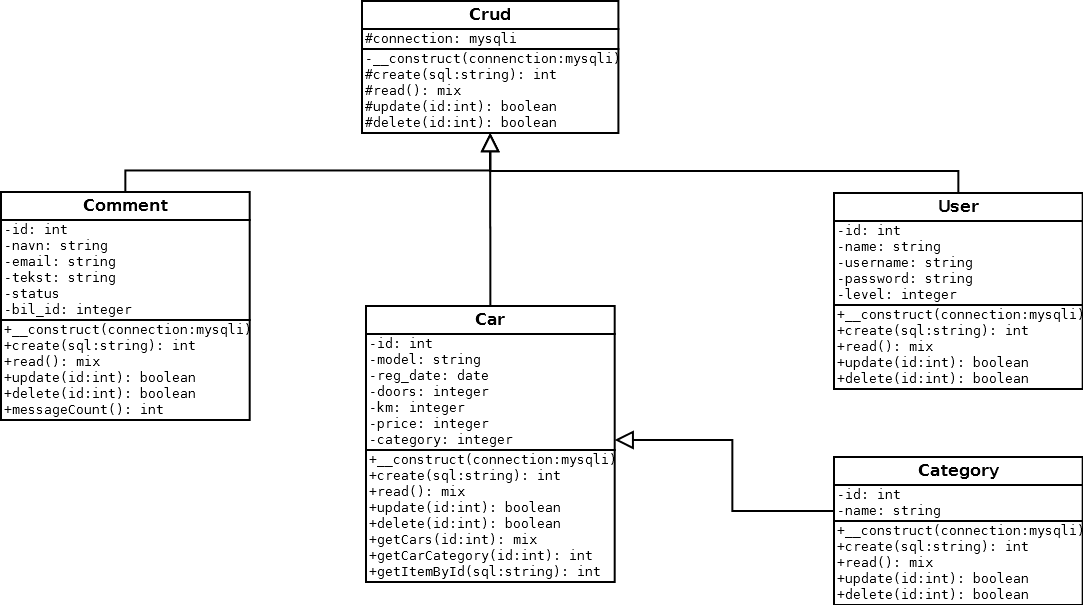 Crud
#connection: mysqli
-__construct(connenction:mysqli)
#create(sql:string): int
#read(): mix
#update(id:int): boolean
#delete(id:int): boolean
Comment
-id: int
-navn: string
-email: string
-tekst: string
-status
-bil_id: integer
+__construct(connection:mysqli)
+create(sql:string): int
+read(): mix
+update(id:int): boolean
+delete(id:int): boolean
+messageCount(): int
Car
-id: int
-model: string
-reg_date: date
-doors: integer
-km: integer
-price: integer
-category: integer
+__construct(connection:mysqli)
+create(sql:string): int
+read(): mix
+update(id:int): boolean
+delete(id:int): boolean
+getCars(id:int): mix
+getCarCategory(id:int): int
+getItemById(sql:string): int
User
-id: int
-name: string
-username: string
-password: string
-level: integer
+__construct(connection:mysqli)
+create(sql:string): int
+read(): mix
+update(id:int): boolean
+delete(id:int): boolean
Category
-id: int
-name: string
+__construct(connection:mysqli)
+create(sql:string): int
+read(): mix
+update(id:int): boolean
+delete(id:int): boolean